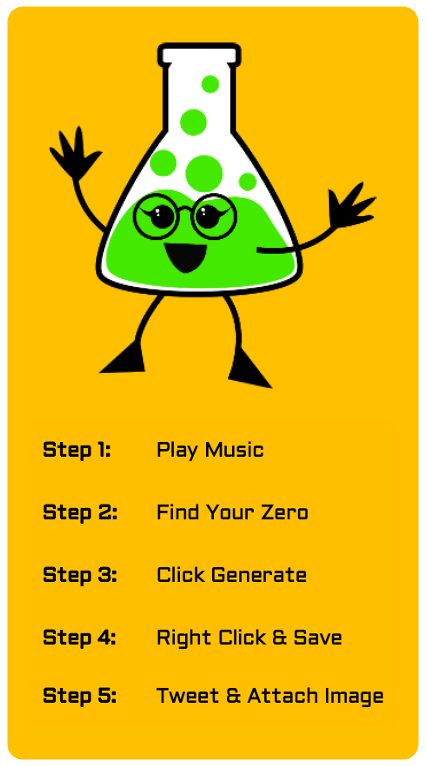 Step 1: Play Music
Step 2: Find Your Zero
Step 3: Click Generate
Step 4: Right Click & Save
Step 5: Tweet & Attach Image